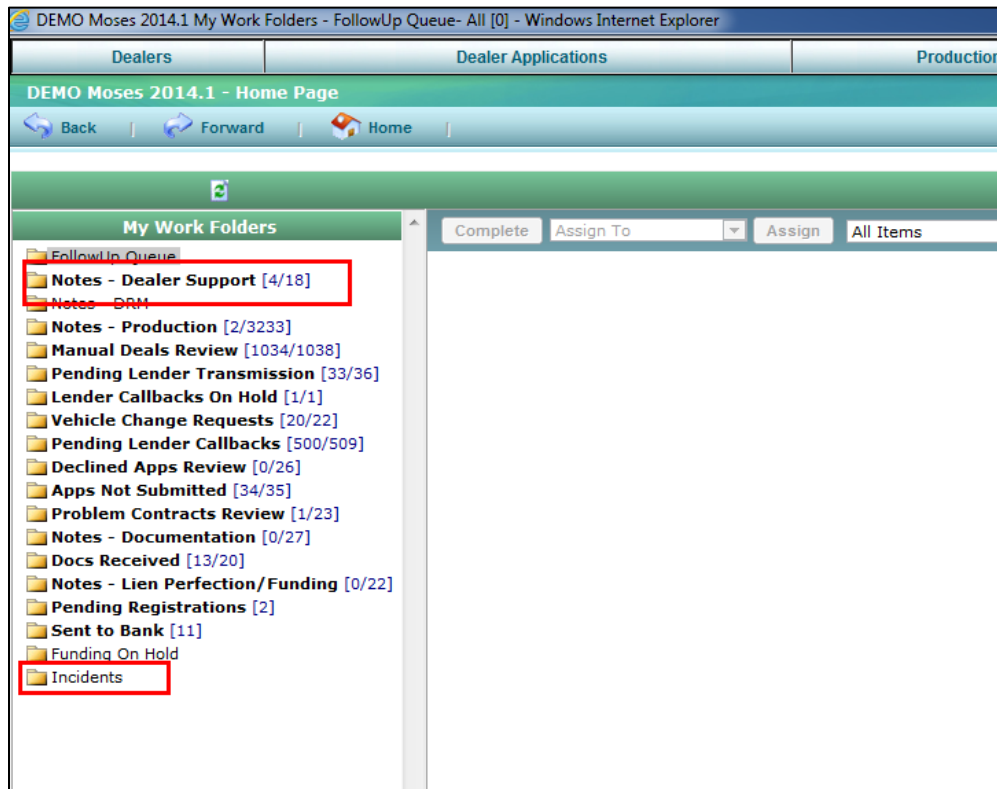 DEMO Moses 2014.1 My Work Folders - FollowUp Queue- All [0] - Windows Internet Explorer
Dealers Dealer Applications Production
DEMO Moses 2014.1 - Home Page
Back | Forward | Home |
My Work Folders
Complete Assign To Assign All Items
FollowUp Queue
Notes - Dealer Support [4/18]
Notes - DRM
Notes - Production [2/3233]
Manual Deals Review [1034/1038]
Pending Lender Transmission [33/36]
Lender Callbacks On Hold [1/1]
Vehicle Change Requests [20/22]
Pending Lender Callbacks [500/509]
Declined Apps Review [0/26]
Apps Not Submitted [34/35]
Problem Contracts Review [1/23]
Notes - Documentation [0/27]
Docs Received [13/20]
Notes - Lien Perfection/Funding [0/22]
Pending Registrations [2]
Sent to Bank [11]
Funding On Hold
Incidents